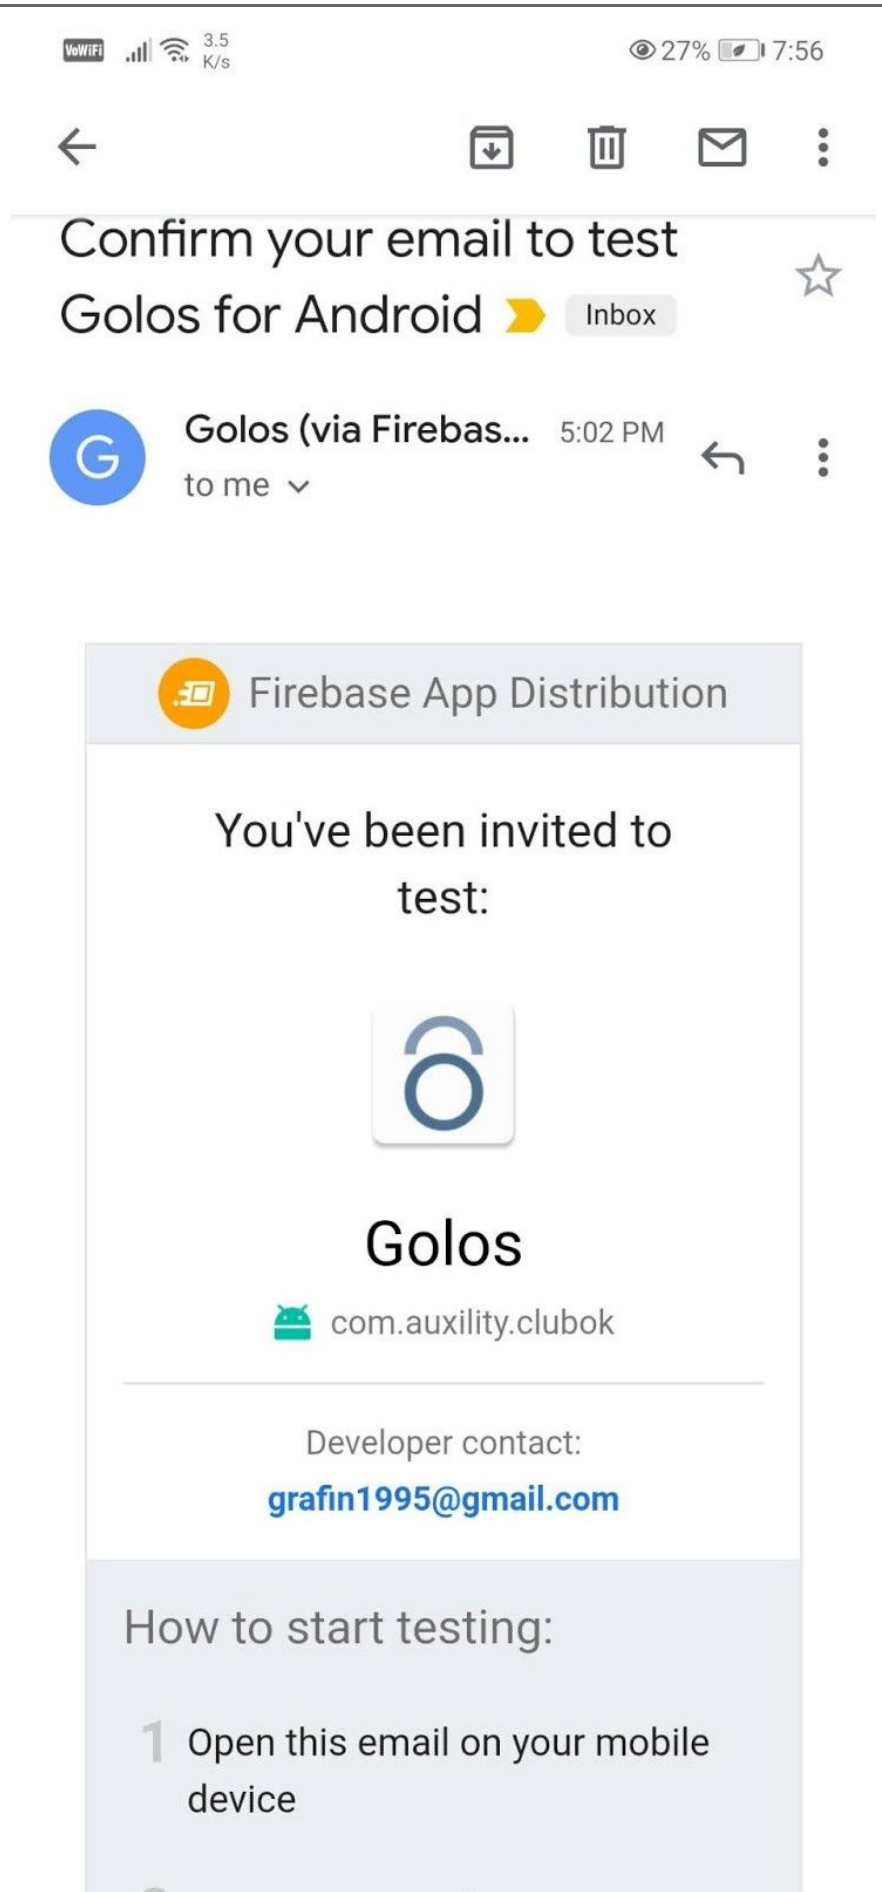 VoWiFi 3.5 K/s 27% 7:56
Confirm your email to test
Golos for Android Inbox
G
Golos (via Firebas... 5:02 PM
to me
Firebase App Distribution
You've been invited to
test:
Golos
com.auxility.clubok
Developer contact:
grafin1995@gmail.com
How to start testing:
1 Open this email on your mobile
device